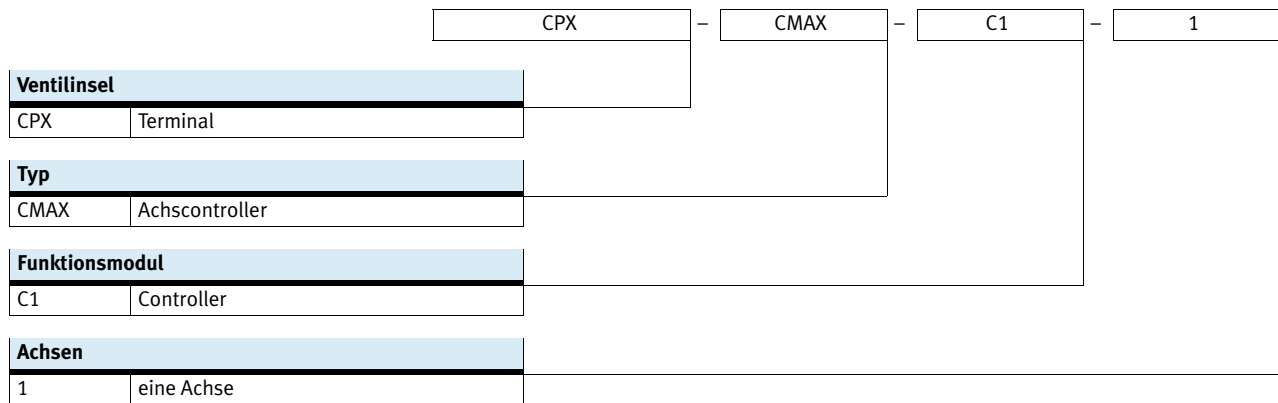 CPX – CMAX – C1 – 1
Ventilinsel
CPX Terminal
Typ
CMAX Achscontroller
Funktionsmodul
C1 Controller
Achsen
1 eine Achse